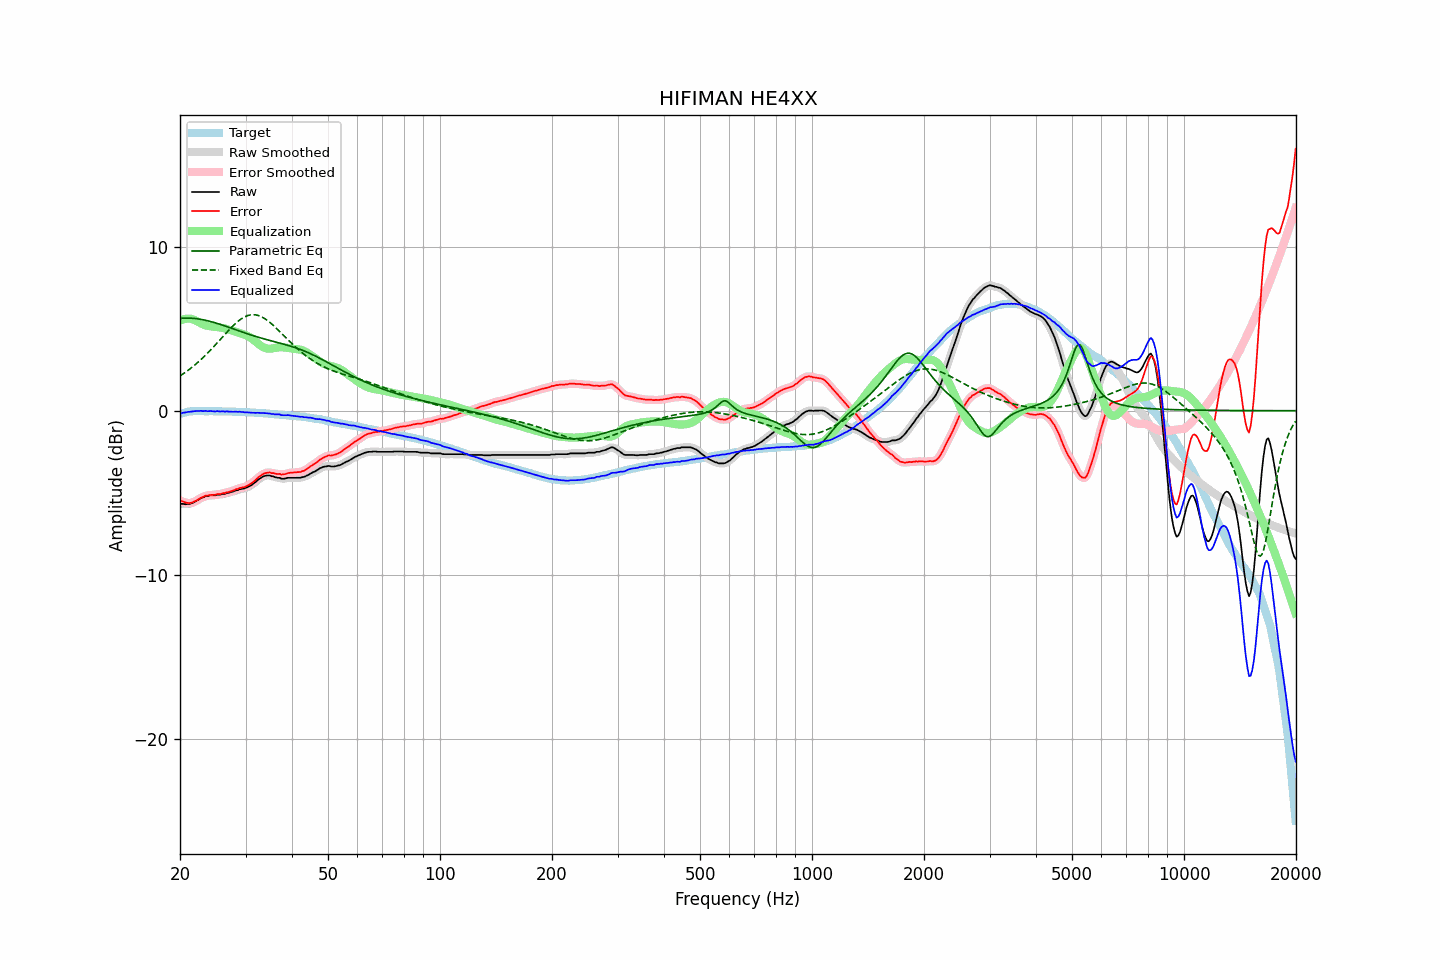 HIFIMAN HE4XX
Target
Raw Smoothed
Error Smoothed
Raw
Error
Equalization
Parametric Eq
Fixed Band Eq
Equalized
10
0
−10
−20
Amplitude (dBr)
20 50 100 200 500 1000 2000 5000 10000 20000
Frequency (Hz)